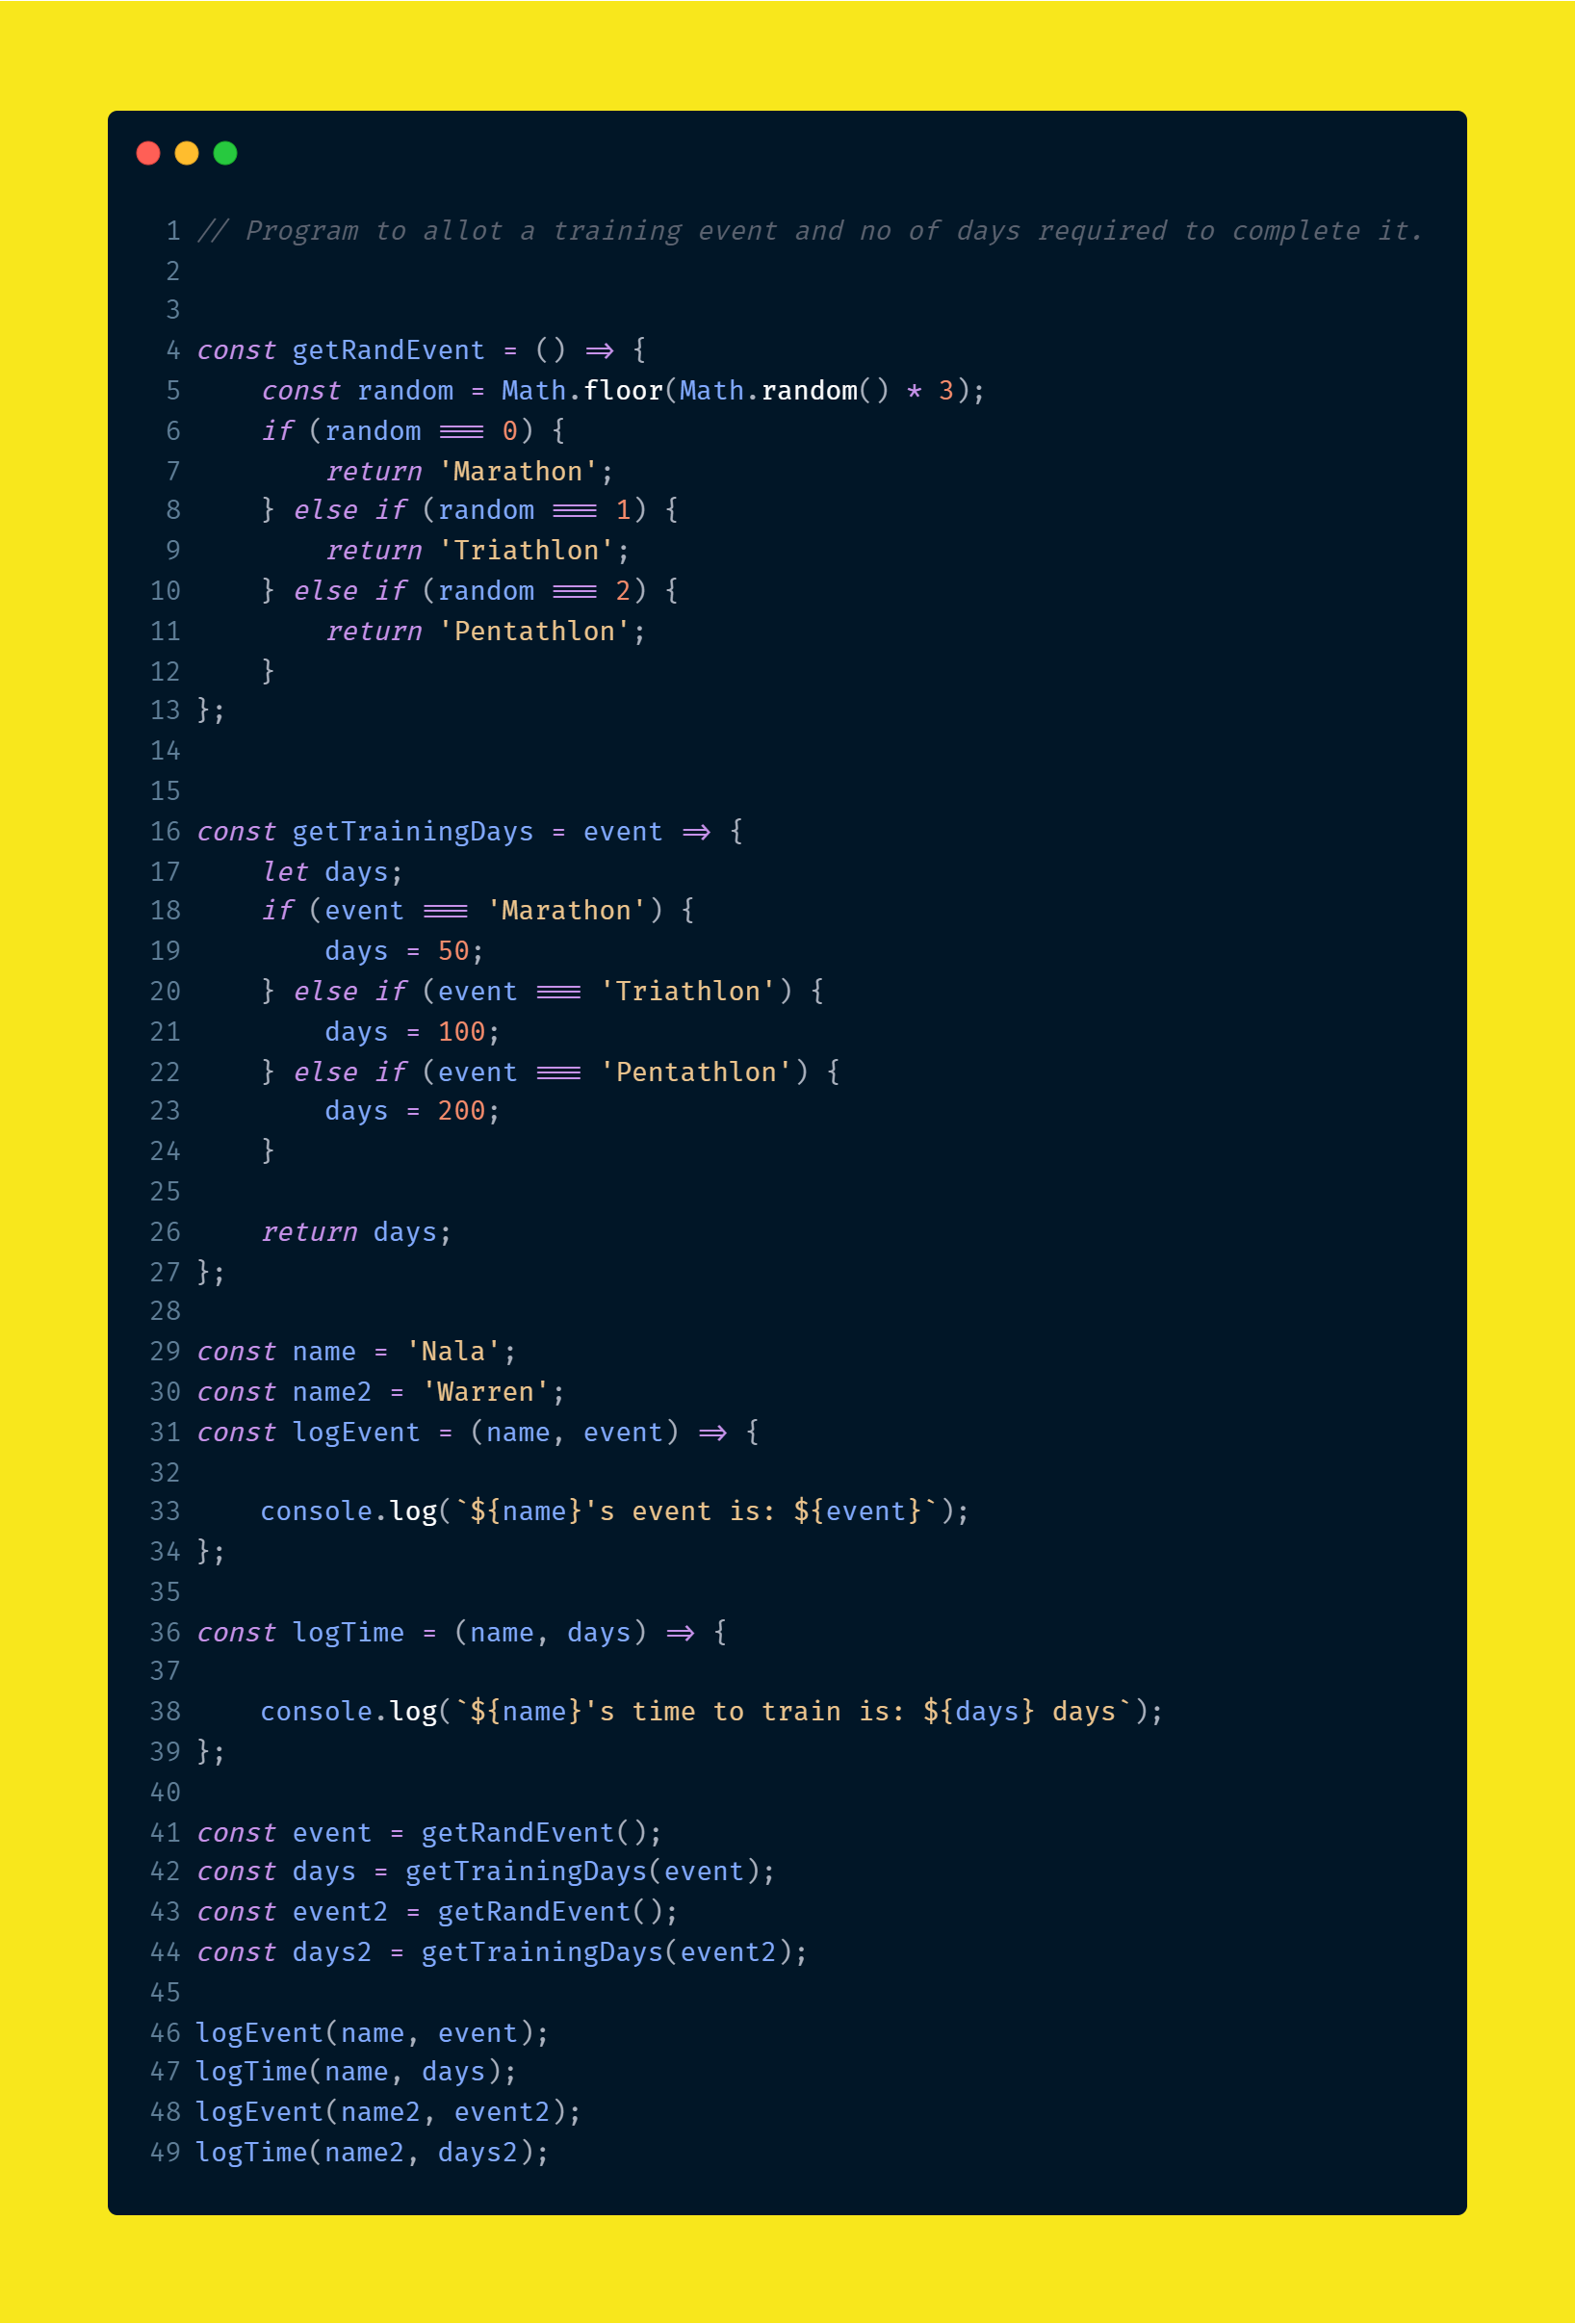 1 // Program to allot a training event and no of days required to complete it.
2
3
4 const getRandEvent = () => {
5     const random = Math.floor(Math.random() * 3);
6     if (random === 0) {
7         return 'Marathon';
8     } else if (random === 1) {
9         return 'Triathlon';
10     } else if (random === 2) {
11         return 'Pentathlon';
12     }
13 };
14
15
16 const getTrainingDays = event => {
17     let days;
18     if (event === 'Marathon') {
19         days = 50;
20     } else if (event === 'Triathlon') {
21         days = 100;
22     } else if (event === 'Pentathlon') {
23         days = 200;
24     }
25
26     return days;
27 };
28
29 const name = 'Nala';
30 const name2 = 'Warren';
31 const logEvent = (name, event) => {
32
33     console.log(`${name}'s event is: ${event}`);
34 };
35
36 const logTime = (name, days) => {
37
38     console.log(`${name}'s time to train is: ${days} days`);
39 };
40
41 const event = getRandEvent();
42 const days = getTrainingDays(event);
43 const event2 = getRandEvent();
44 const days2 = getTrainingDays(event2);
45
46 logEvent(name, event);
47 logTime(name, days);
48 logEvent(name2, event2);
49 logTime(name2, days2);